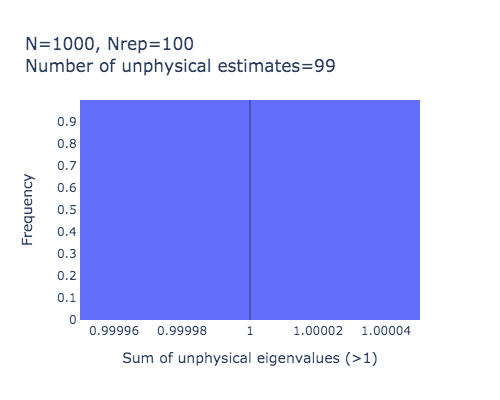 N=1000, Nrep=100
Number of unphysical estimates=99
0.9
0.8
0.7
0.6
0.5
0.4
0.3
0.2
0.1
0
Frequency
0.99996 0.99998 1 1.00002 1.00004
Sum of unphysical eigenvalues (>1)